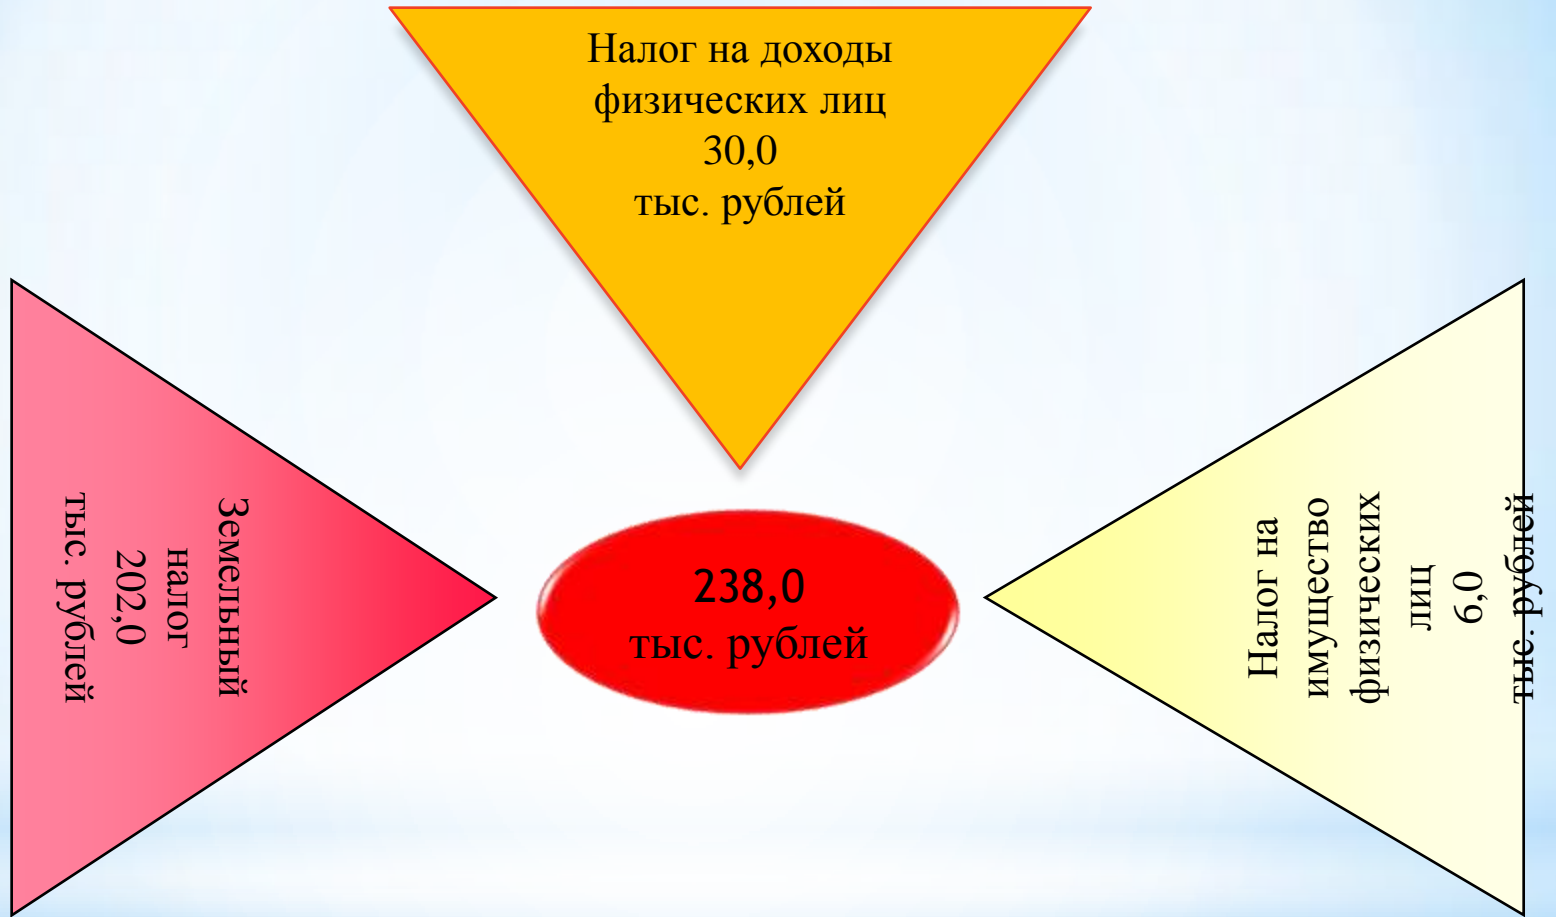 Налог на доходы
физических лиц
30,0
тыс. рублей
Земельный
налог
202,0
тыс. рублей
238,0
тыс. рублей
Налог на
имущество
физических
лиц
6,0
тыс. рублей